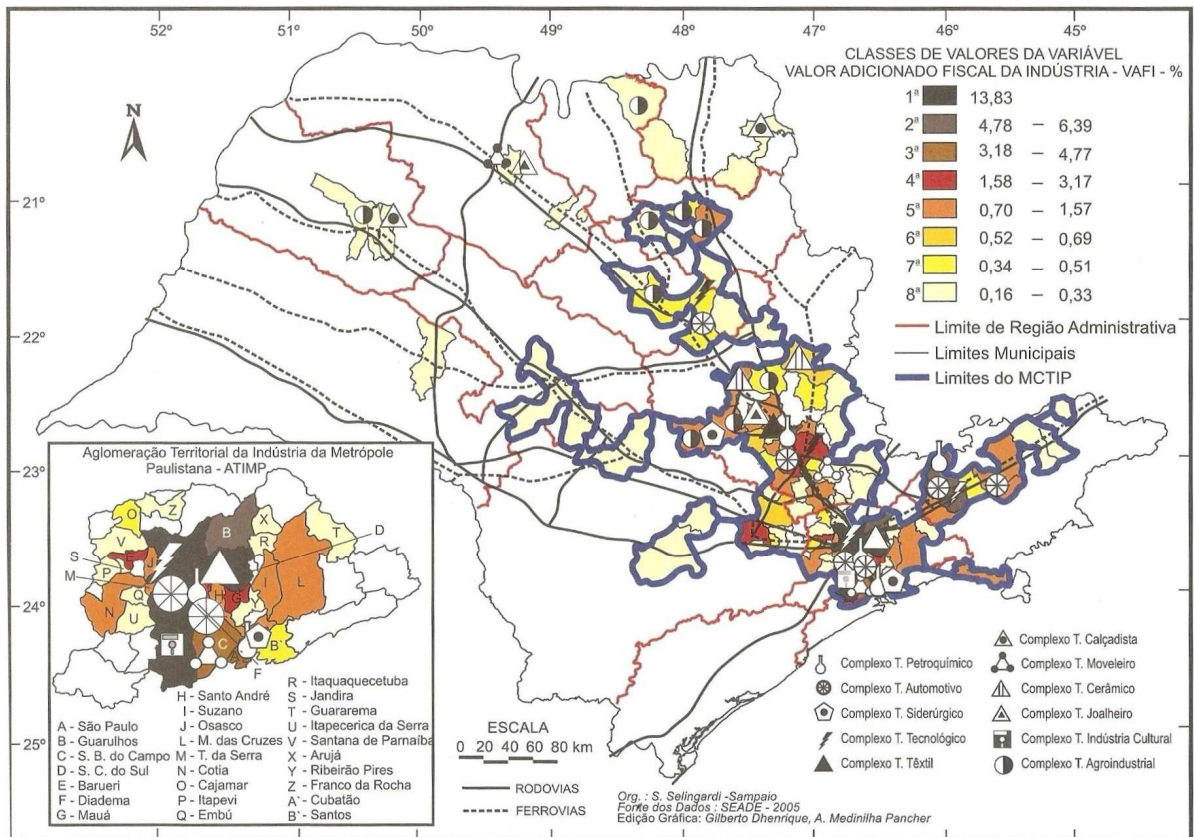 52º 51º 50º 49º 48º 47º 46º 45º
N
21º
22º
23º
24º
25º
CLASSES DE VALORES DA VARIÁVEL
VALOR ADICIONADO FISCAL DA INDÚSTRIA - VAFI - %
1ª 13,83
2ª 4,78 – 6,39
3ª 3,18 – 4,77
4ª 1,58 – 3,17
5ª 0,70 – 1,57
6ª 0,52 – 0,69
7ª 0,34 – 0,51
8ª 0,16 – 0,33
Limite de Região Administrativa
Limites Municipais
Limites do MCTIP
Aglomeração Territorial da Indústria da Metrópole
Paulistana - ATIMP
O
Z
V
S
P
M
J
Q
N
U
B
X
R
T
D
I
L
H
G
C
A
F
B`
A - São Paulo
B - Guarulhos
C - S. B. do Campo
D - S. C. do Sul
E - Barueri
F - Diadema
G - Mauá
H - Santo André
I - Suzano
J - Osasco
L - M. das Cruzes
M - T. da Serra
N - Cotia
O - Cajamar
P - Itapevi
Q - Embú
R - Itaquaquecetuba
S - Jandira
T - Guararema
U - Itapecerica da Serra
V - Santana de Parnaíba
X - Arujá
Y - Ribeirão Pires
Z - Franco da Rocha
A` - Cubatão
B` - Santos
ESCALA
0 20 40 60 80 km
RODOVIAS
FERROVIAS
Complexo T. Petroquímico
Complexo T. Automotivo
Complexo T. Siderúrgico
Complexo T. Tecnológico
Complexo T. Têxtil
Complexo T. Calçadista
Complexo T. Moveleiro
Complexo T. Cerâmico
Complexo T. Joalheiro
Complexo T. Indústria Cultural
Complexo T. Agroindustrial
Org. : S. Selingardi -Sampaio
Fonte dos Dados : SEADE - 2005
Edição Gráfica: Gilberto Dhenrique, A. Medinilha Pancher